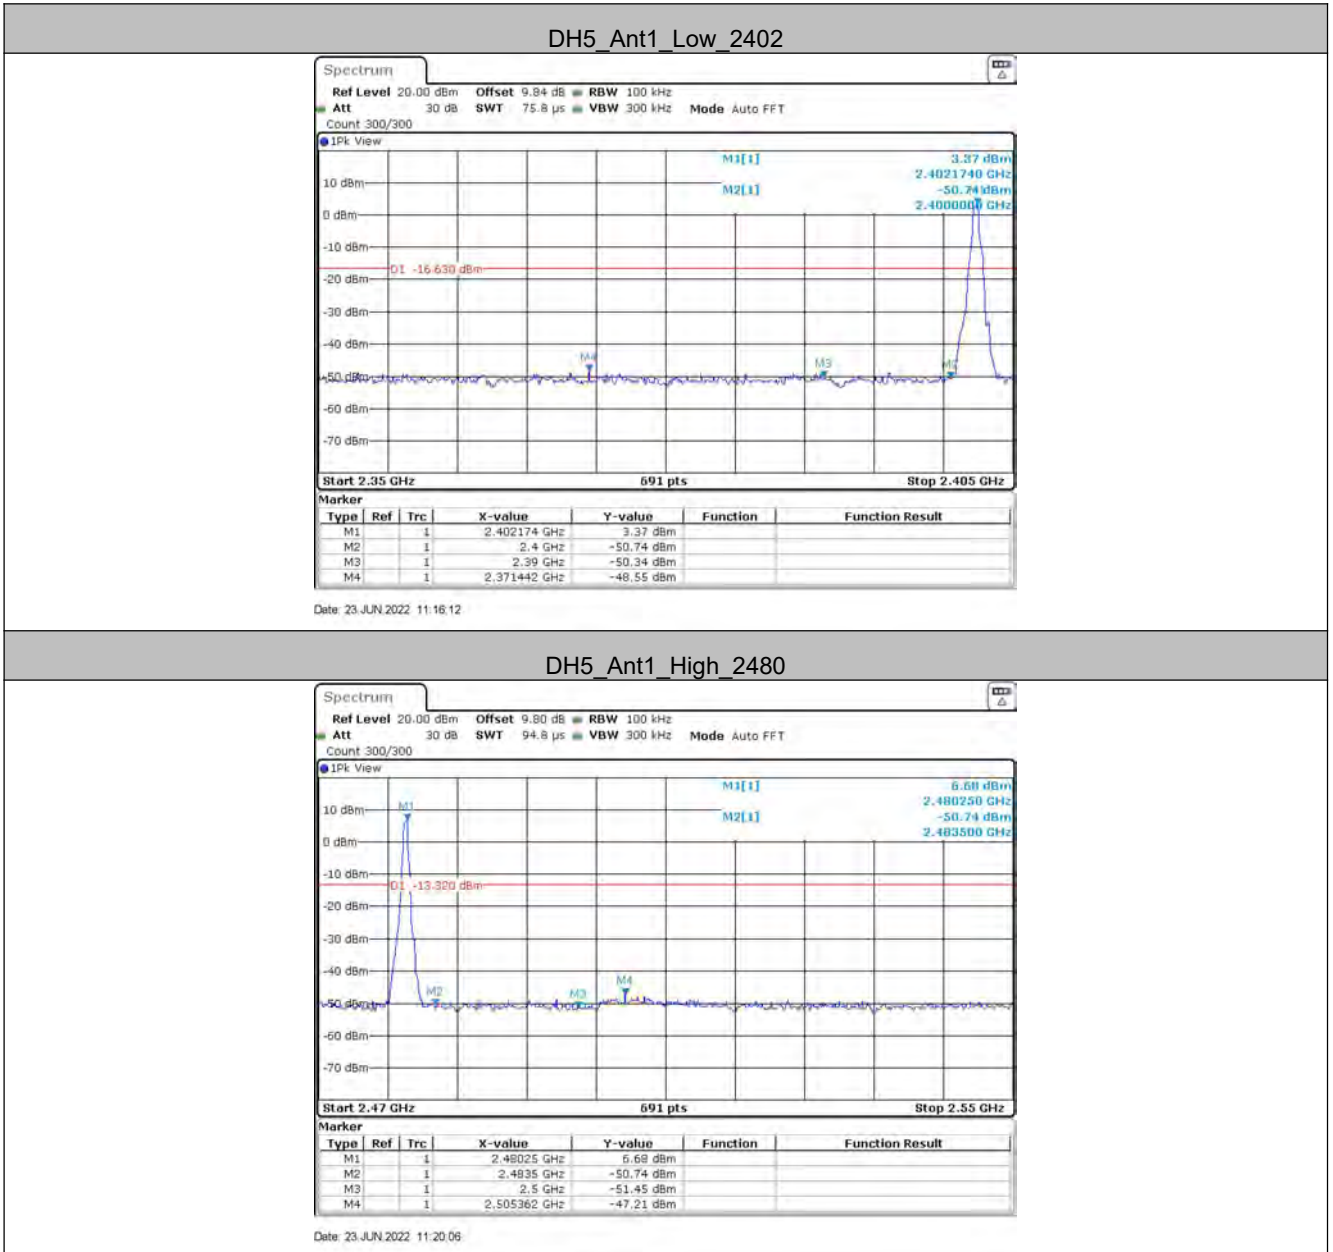 DH5_Ant1_Low_2402
Spectrum
Ref Level 20.00 dBm Offset 9.84 dB RBW 100 kHz
Att 30 dB SWT 75.8 µs VBW 300 kHz Mode Auto FFT
Count 300/300
1Pk View
M1[1] 3.37 dBm
2.4021740 GHz
10 dBm
M2[1] -50.74 dBm
2.4000000 GHz
0 dBm
-10 dBm
D1 -16.630 dBm
-20 dBm
-30 dBm
-40 dBm
M4
M3
M2
-50 dBm
-60 dBm
-70 dBm
Start 2.35 GHz 691 pts Stop 2.405 GHz
Marker
Type Ref Trc X-value Y-value Function Function Result
M1 1 2.402174 GHz 3.37 dBm
M2 1 2.4 GHz -50.74 dBm
M3 1 2.39 GHz -50.34 dBm
M4 1 2.371442 GHz -48.55 dBm
Date: 23.JUN.2022 11:16:12
DH5_Ant1_High_2480
Spectrum
Ref Level 20.00 dBm Offset 9.80 dB RBW 100 kHz
Att 30 dB SWT 94.8 µs VBW 300 kHz Mode Auto FFT
Count 300/300
1Pk View
M1[1] 6.68 dBm
2.480250 GHz
10 dBm M1
M2[1] -50.74 dBm
2.483500 GHz
0 dBm
-10 dBm
D1 -13.320 dBm
-20 dBm
-30 dBm
-40 dBm
M4
M2 M3
-50 dBm
-60 dBm
-70 dBm
Start 2.47 GHz 691 pts Stop 2.55 GHz
Marker
Type Ref Trc X-value Y-value Function Function Result
M1 1 2.48025 GHz 6.68 dBm
M2 1 2.4835 GHz -50.74 dBm
M3 1 2.5 GHz -51.45 dBm
M4 1 2.505362 GHz -47.21 dBm
Date: 23.JUN.2022 11:20:06